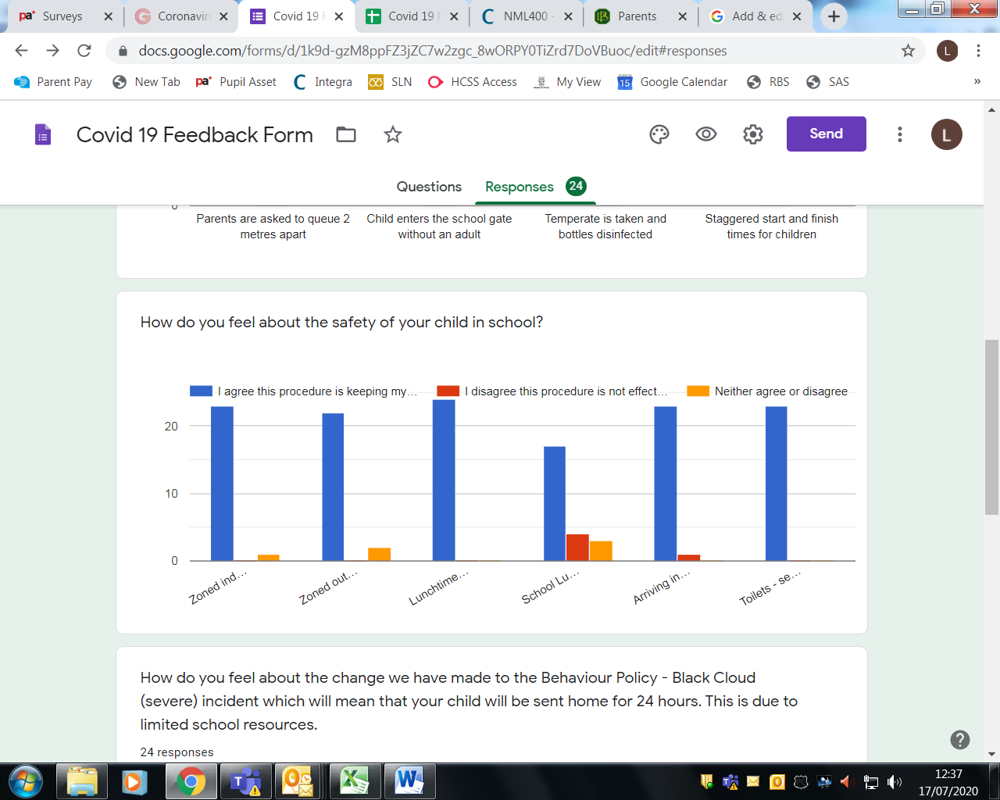 Surveys
Coronavir
Covid 19 F
Covid 19 F
NML400 -
Parents
Add & ed
docs.google.com/forms/d/1k9d-gzM8ppFZ3jZC7w2zgc_8wORPY0TiZrd7DoVBuoc/edit#responses
L
Parent Pay
New Tab
pa* Pupil Asset
Integra
SLN
HCSS Access
My View
15 Google Calendar
RBS
SAS
»
Covid 19 Feedback Form
Send
L
Questions
Responses 24
0
Parents are asked to queue 2
metres apart
Child enters the school gate
without an adult
Temperate is taken and
bottles disinfected
Staggered start and finish
times for children
How do you feel about the safety of your child in school?
I agree this procedure is keeping my…
I disagree this procedure is not effect…
Neither agree or disagree
20
10
0
Zoned ind…
Zoned out…
Lunchtime…
School Lu…
Arriving in…
Toilets - se…
How do you feel about the change we have made to the Behaviour Policy - Black Cloud
(severe) incident which will mean that your child will be sent home for 24 hours. This is due to
limited school resources.
24 responses
12:37
17/07/2020